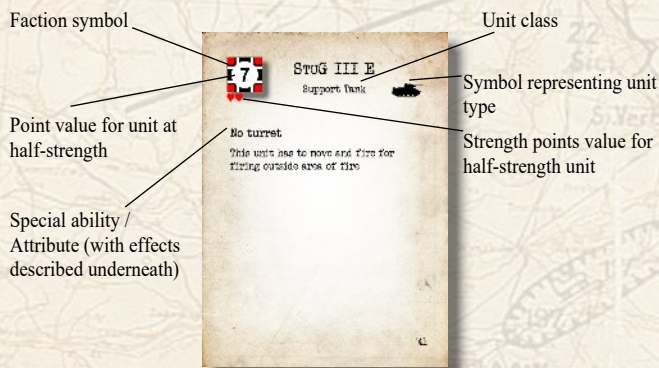 Faction symbol
Unit class
7
StuG III E
Support Tank
Symbol representing unit
type
Point value for unit at
half-strength
Strength points value for
half-strength unit
No turret
This unit has to move and fire for
firing outside area of fire
Special ability /
Attribute (with effects
described underneath)
22